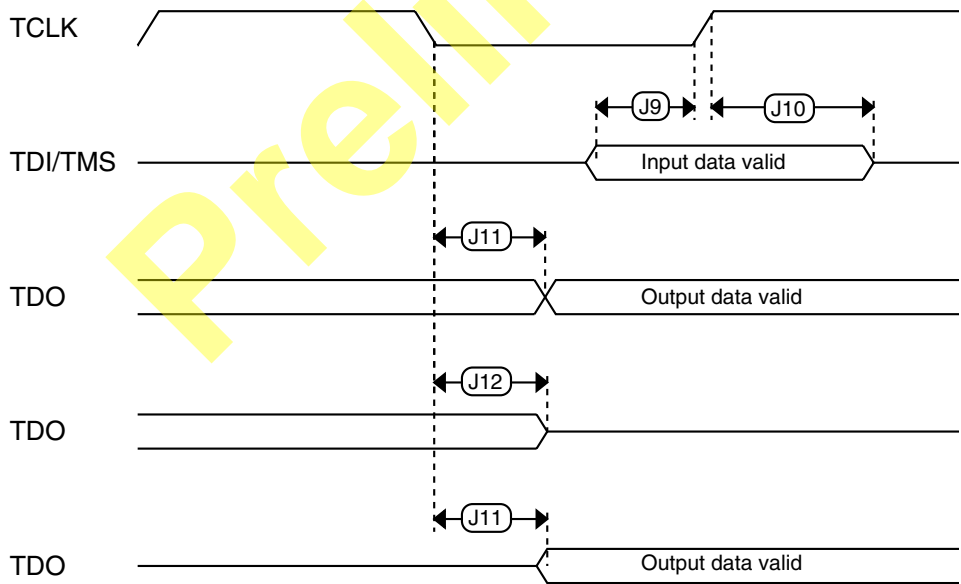 TCLK
J9
J10
TDI/TMS
Input data valid
J11
TDO
Output data valid
J12
TDO
J11
TDO
Output data valid
Preli